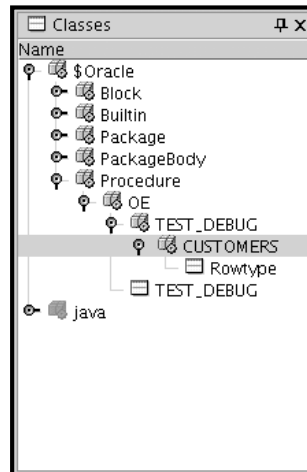 Classes
Name
$Oracle
Block
Builtin
Package
PackageBody
Procedure
OE
TEST_DEBUG
CUSTOMERS
Rowtype
TEST_DEBUG
java